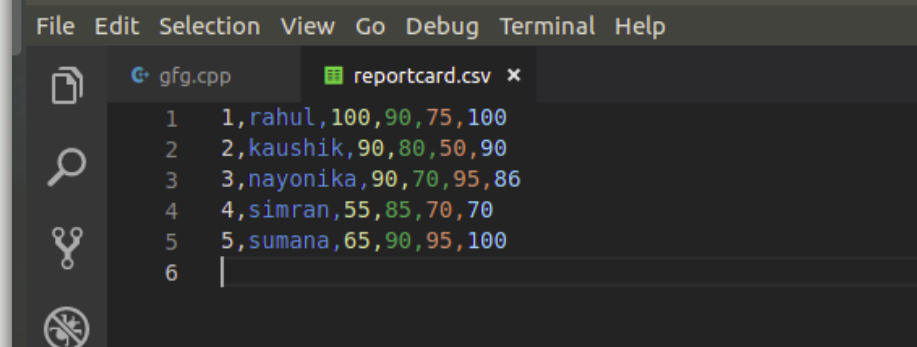 File Edit Selection View Go Debug Terminal Help
gfg.cpp reportcard.csv ×
1 1,rahul,100,90,75,100
2 2,kaushik,90,80,50,90
3 3,nayonika,90,70,95,86
4 4,simran,55,85,70,70
5 5,sumana,65,90,95,100
6